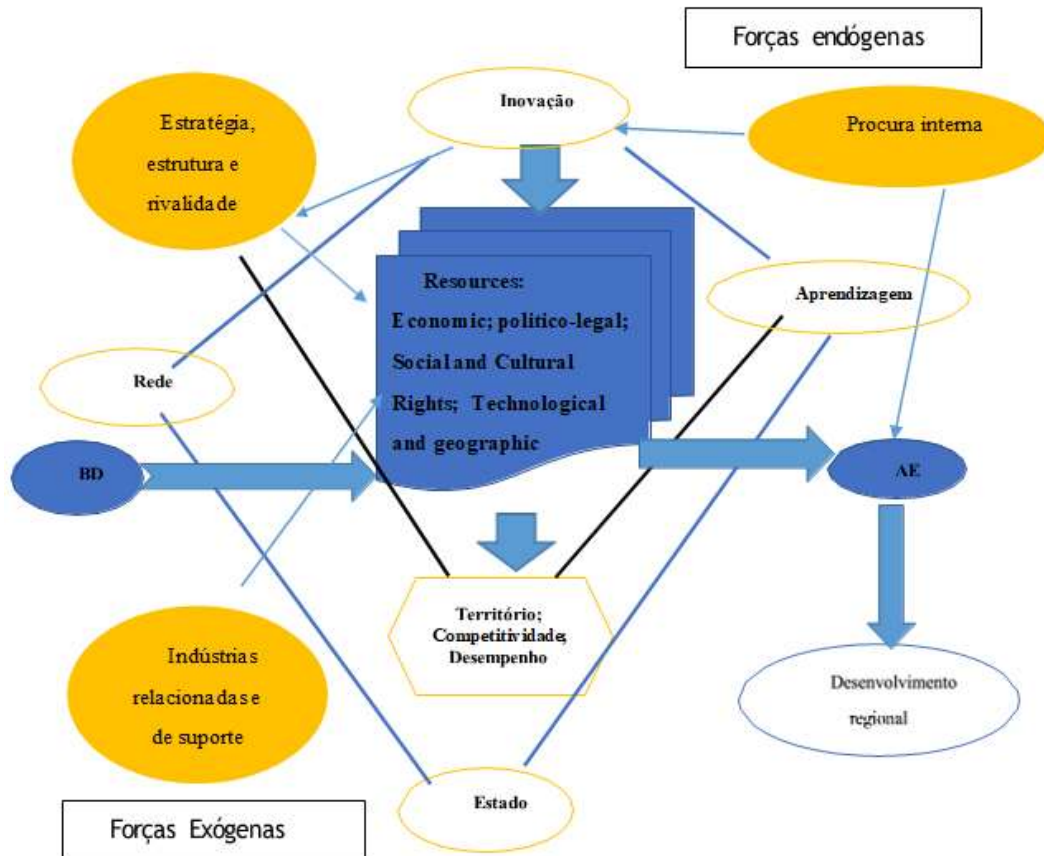 Forças endógenas
Inovação
Estratégia,
estrutura e
rivalidade
Procura interna
Resources:
Economic; político-legal;
Social and Cultural
Rights; Technological
and geographic
Aprendizagem
Rede
BD
AE
Território;
Competitividade;
Desempenho
Indústrias
relacionadas e
de suporte
Desenvolvimento
regional
Estado
Forças Exógenas